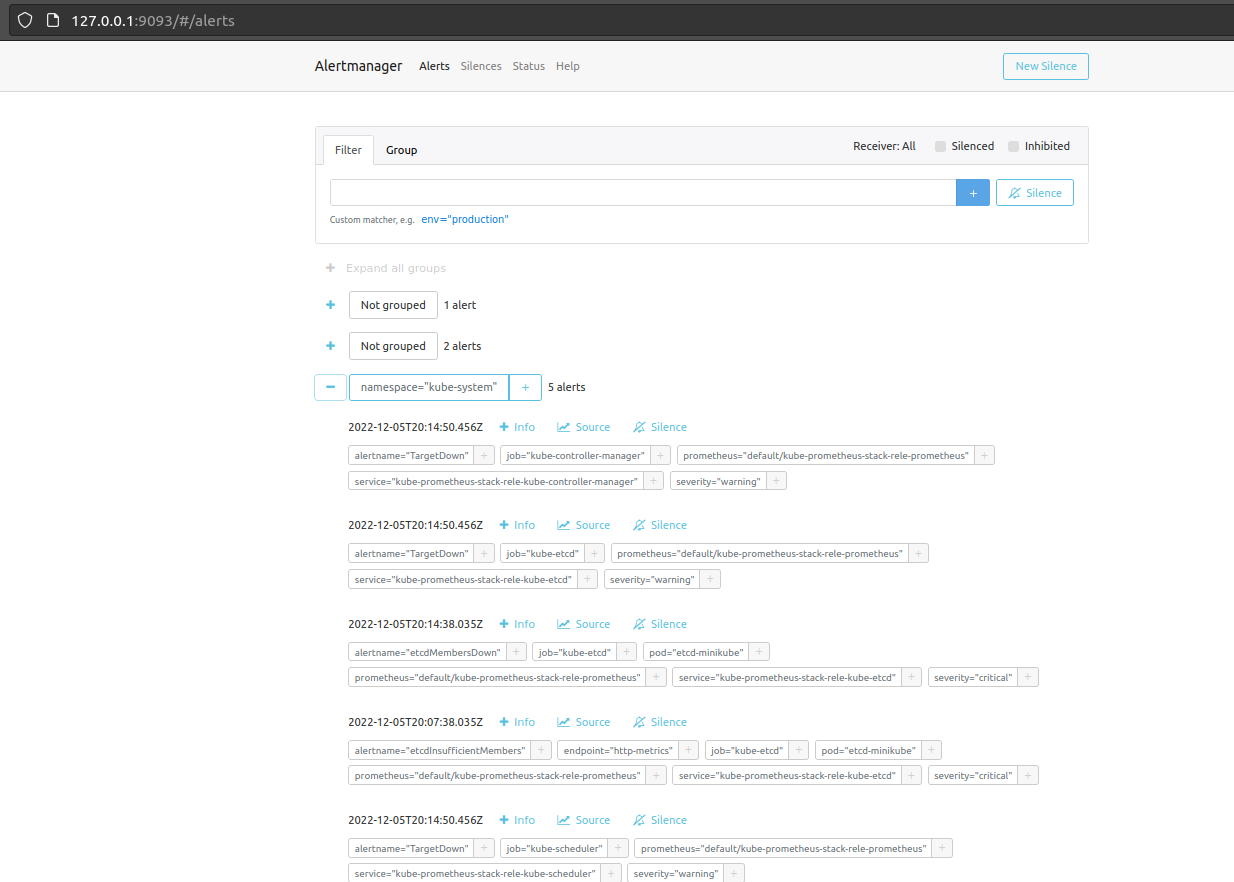 127.0.0.1:9093/#/alerts
Alertmanager Alerts Silences Status Help New Silence
Filter Group Receiver: All Silenced Inhibited
+ Silence
Custom matcher, e.g. env="production"
+ Expand all groups
+ Not grouped 1 alert
+ Not grouped 2 alerts
− namespace="kube-system" + 5 alerts
2022-12-05T20:14:50.456Z + Info Source Silence
alertname="TargetDown" + job="kube-controller-manager" + prometheus="default/kube-prometheus-stack-rele-prometheus" +
service="kube-prometheus-stack-rele-kube-controller-manager" + severity="warning" +
2022-12-05T20:14:50.456Z + Info Source Silence
alertname="TargetDown" + job="kube-etcd" + prometheus="default/kube-prometheus-stack-rele-prometheus" +
service="kube-prometheus-stack-rele-kube-etcd" + severity="warning" +
2022-12-05T20:14:38.035Z + Info Source Silence
alertname="etcdMembersDown" + job="kube-etcd" + pod="etcd-minikube" +
prometheus="default/kube-prometheus-stack-rele-prometheus" + service="kube-prometheus-stack-rele-kube-etcd" + severity="critical" +
2022-12-05T20:07:38.035Z + Info Source Silence
alertname="etcdInsufficientMembers" + endpoint="http-metrics" + job="kube-etcd" + pod="etcd-minikube" +
prometheus="default/kube-prometheus-stack-rele-prometheus" + service="kube-prometheus-stack-rele-kube-etcd" + severity="critical" +
2022-12-05T20:14:50.456Z + Info Source Silence
alertname="TargetDown" + job="kube-scheduler" + prometheus="default/kube-prometheus-stack-rele-prometheus" +
service="kube-prometheus-stack-rele-kube-scheduler" + severity="warning" +